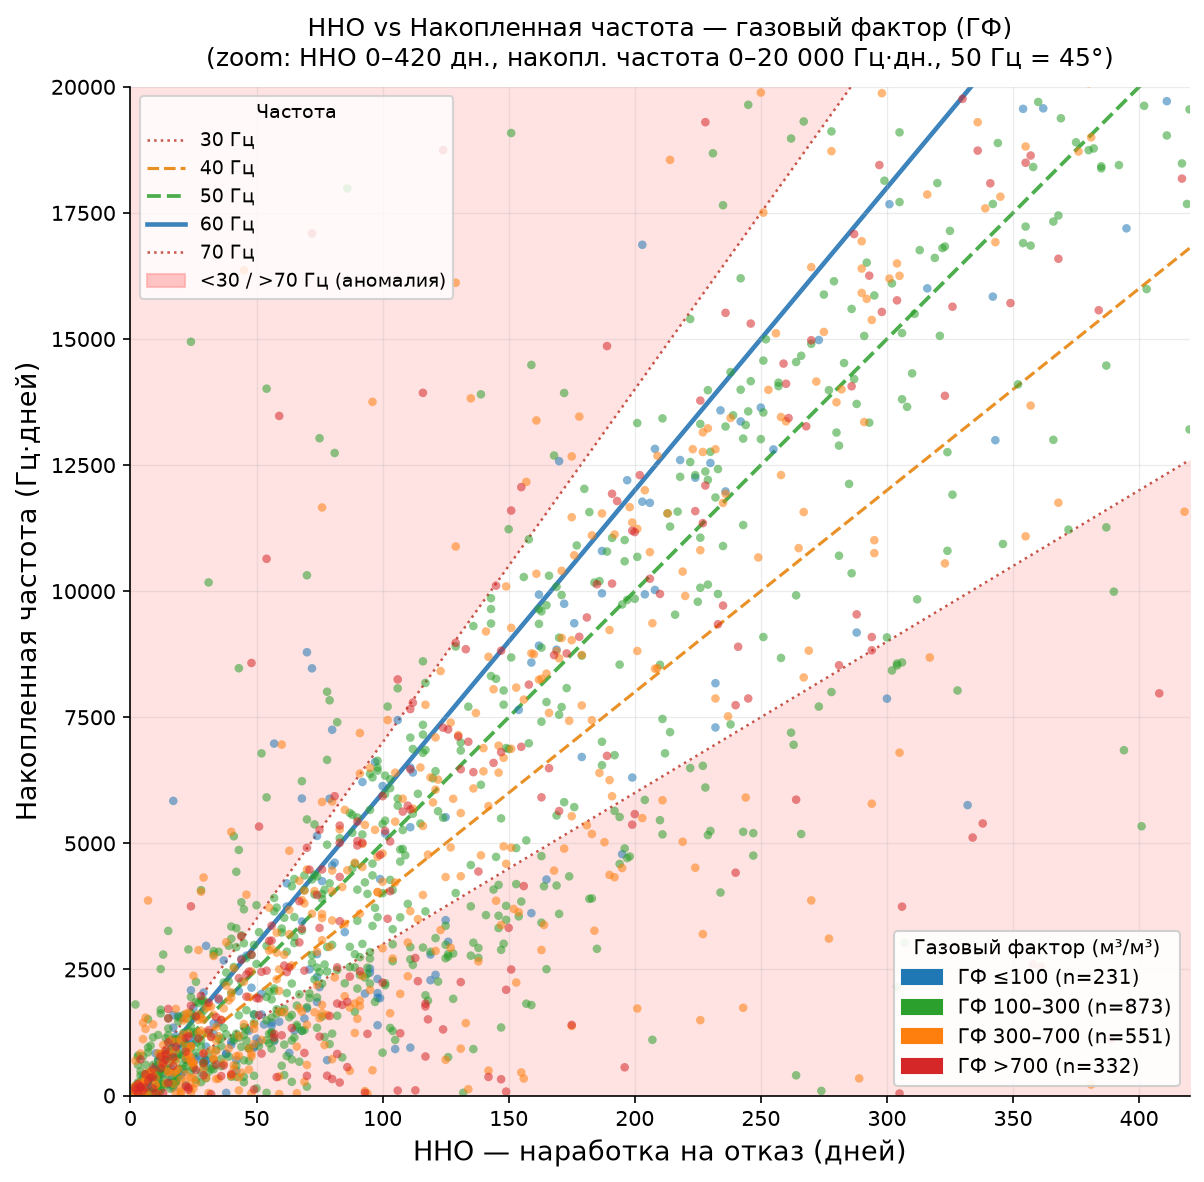 ННО vs Накопленная частота — газовый фактор (ГФ)
(zoom: ННО 0–420 дн., накопл. частота 0–20 000 Гц·дн., 50 Гц = 45°)
Накопленная частота (Гц·дней)
20000
17500
15000
12500
10000
7500
5000
2500
0
Частота
30 Гц
40 Гц
50 Гц
60 Гц
70 Гц
<30 / >70 Гц (аномалия)
Газовый фактор (м³/м³)
ГФ ≤100 (n=231)
ГФ 100–300 (n=873)
ГФ 300–700 (n=551)
ГФ >700 (n=332)
0 50 100 150 200 250 300 350 400
ННО — наработка на отказ (дней)